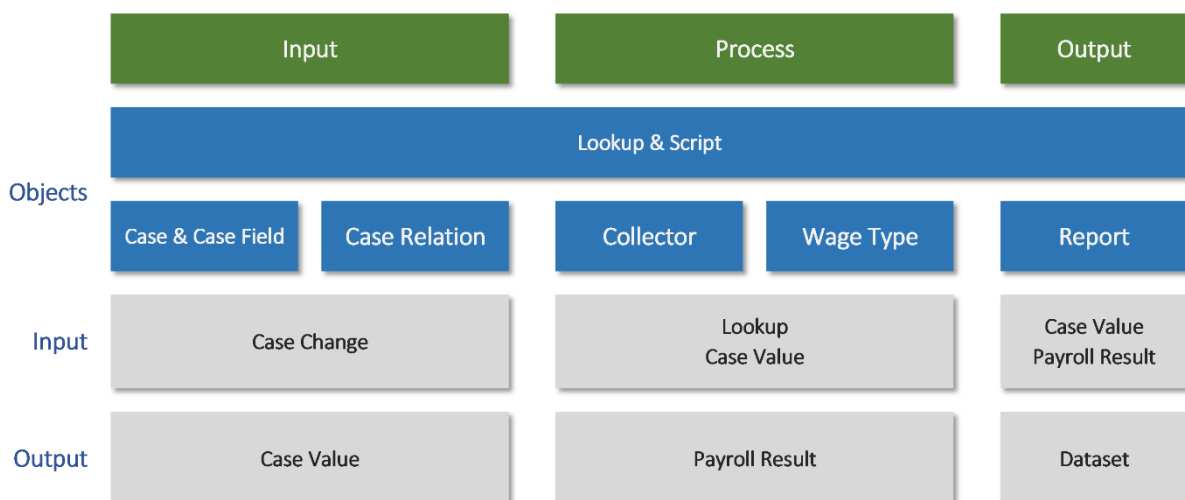 Input
Process
Output
Lookup & Script
Objects
Case & Case Field
Case Relation
Collector
Wage Type
Report
Input
Case Change
Lookup
Case Value
Case Value
Payroll Result
Output
Case Value
Payroll Result
Dataset